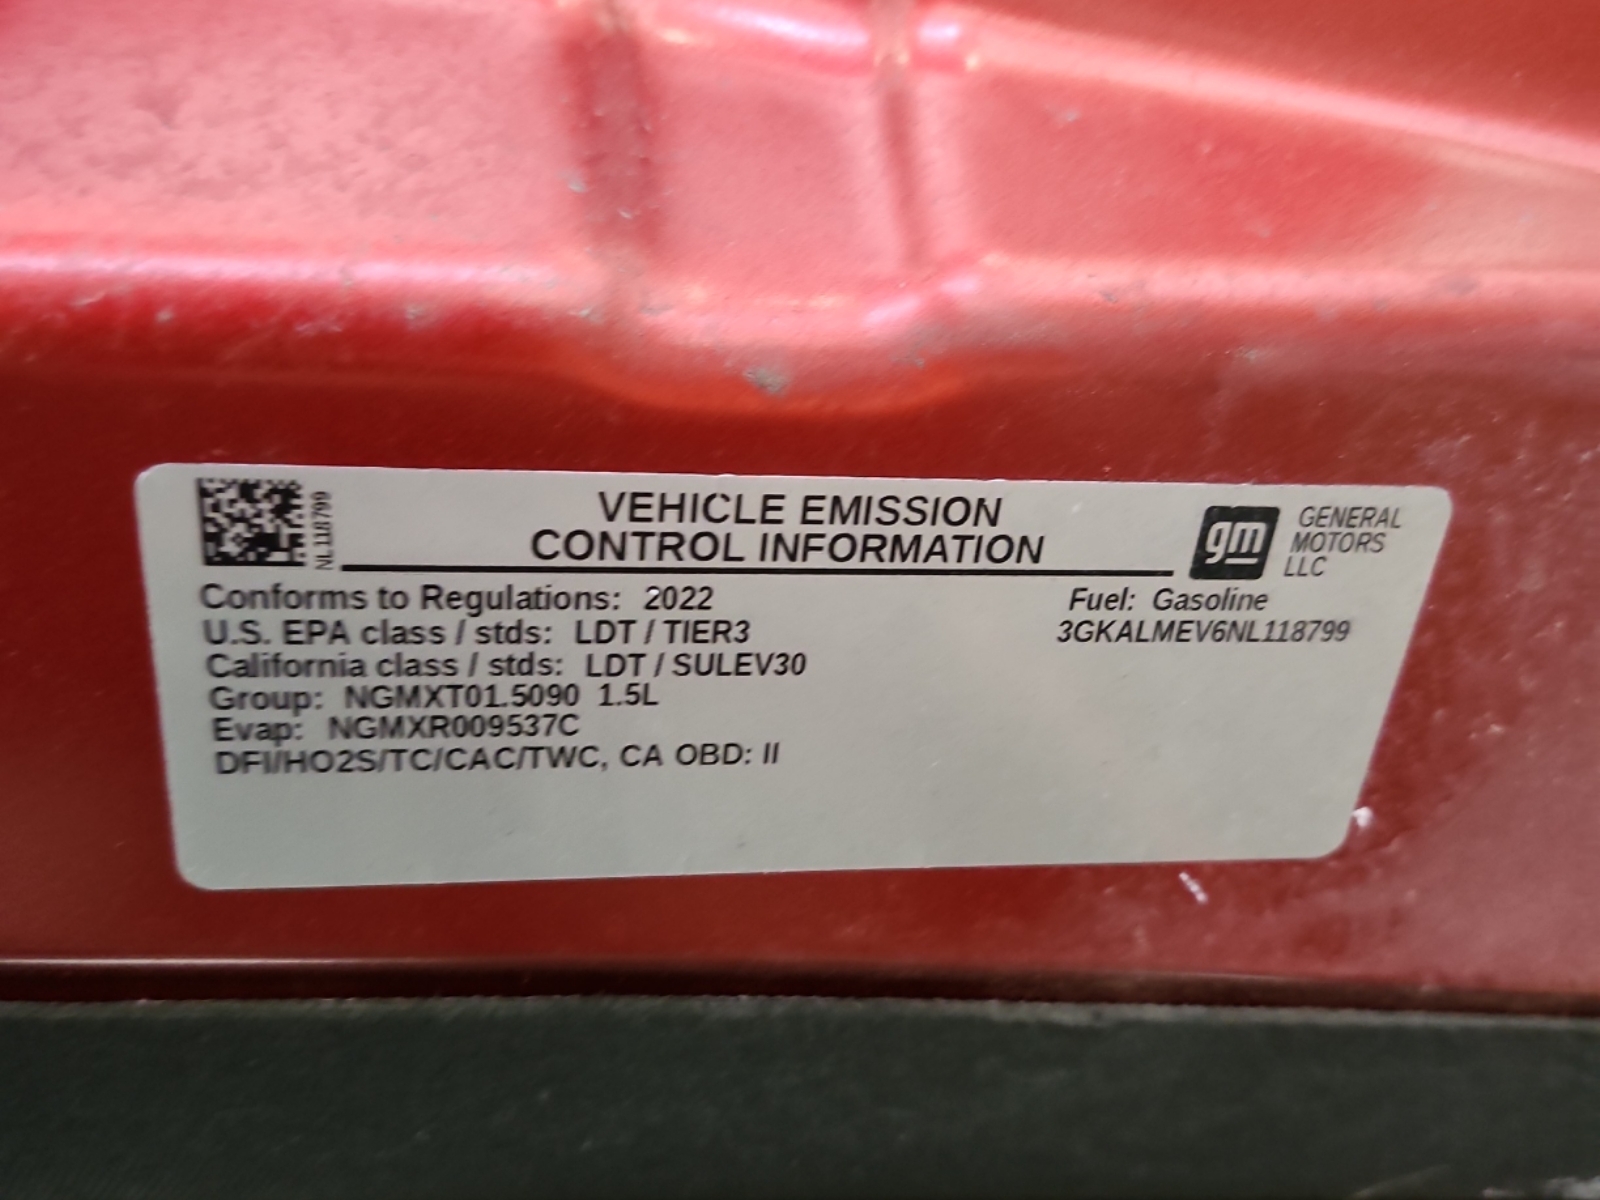 NL118799
VEHICLE EMISSION
CONTROL INFORMATION
gm GENERAL
MOTORS
LLC
Conforms to Regulations: 2022
U.S. EPA class / stds: LDT / TIER3
California class / stds: LDT / SULEV30
Group: NGMXT01.5090 1.5L
Evap: NGMXR009537C
DFI/HO2S/TC/CAC/TWC, CA OBD: II
Fuel: Gasoline
3GKALMEV6NL118799